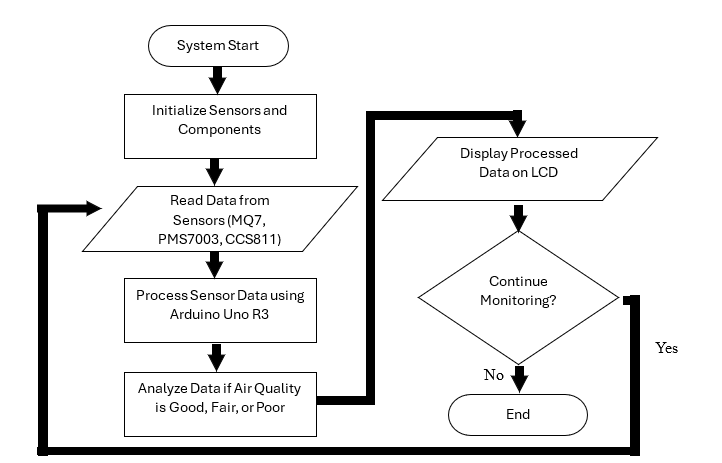 System Start
Initialize Sensors and
Components
Read Data from
Sensors (MQ7,
PMS7003, CCS811)
Process Sensor Data using
Arduino Uno R3
Analyze Data if Air Quality
is Good, Fair, or Poor
Display Processed
Data on LCD
Continue
Monitoring?
Yes
No
End